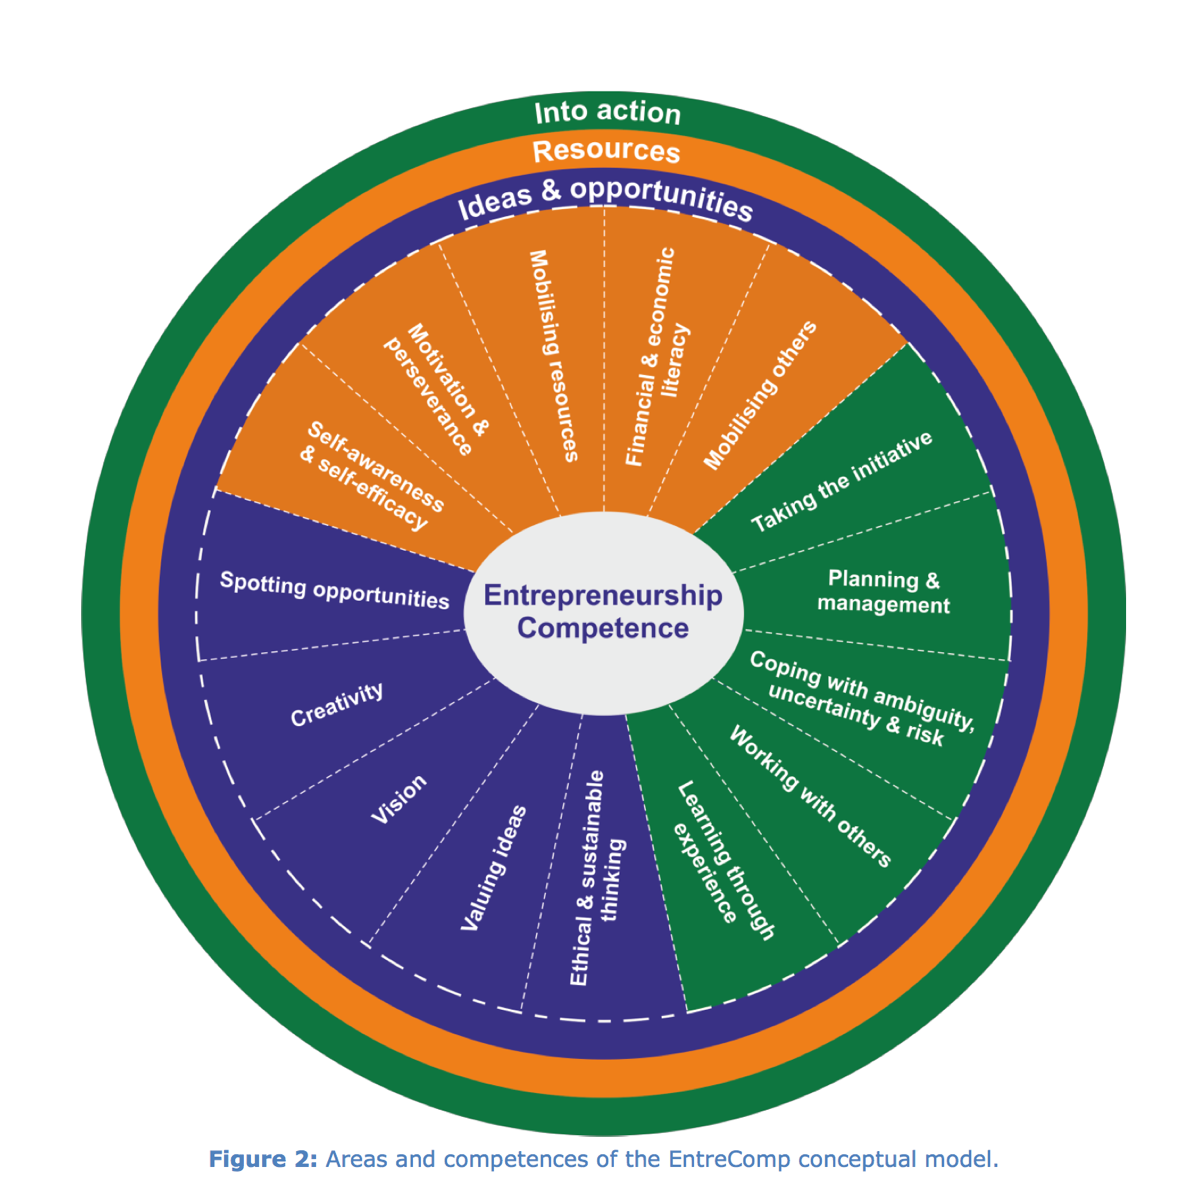 Into action
Resources
Ideas & opportunities
Mobilising resources
Financial & economic
literacy
Motivation &
perseverance
Mobilising others
Self-awareness
& self-efficacy
Taking the initiative
Spotting opportunities
Entrepreneurship
Competence
Planning &
management
Creativity
Coping with ambiguity,
uncertainty & risk
Vision
Working with others
Valuing ideas
Ethical & sustainable
thinking
Learning through
experience
Figure 2: Areas and competences of the EntreComp conceptual model.